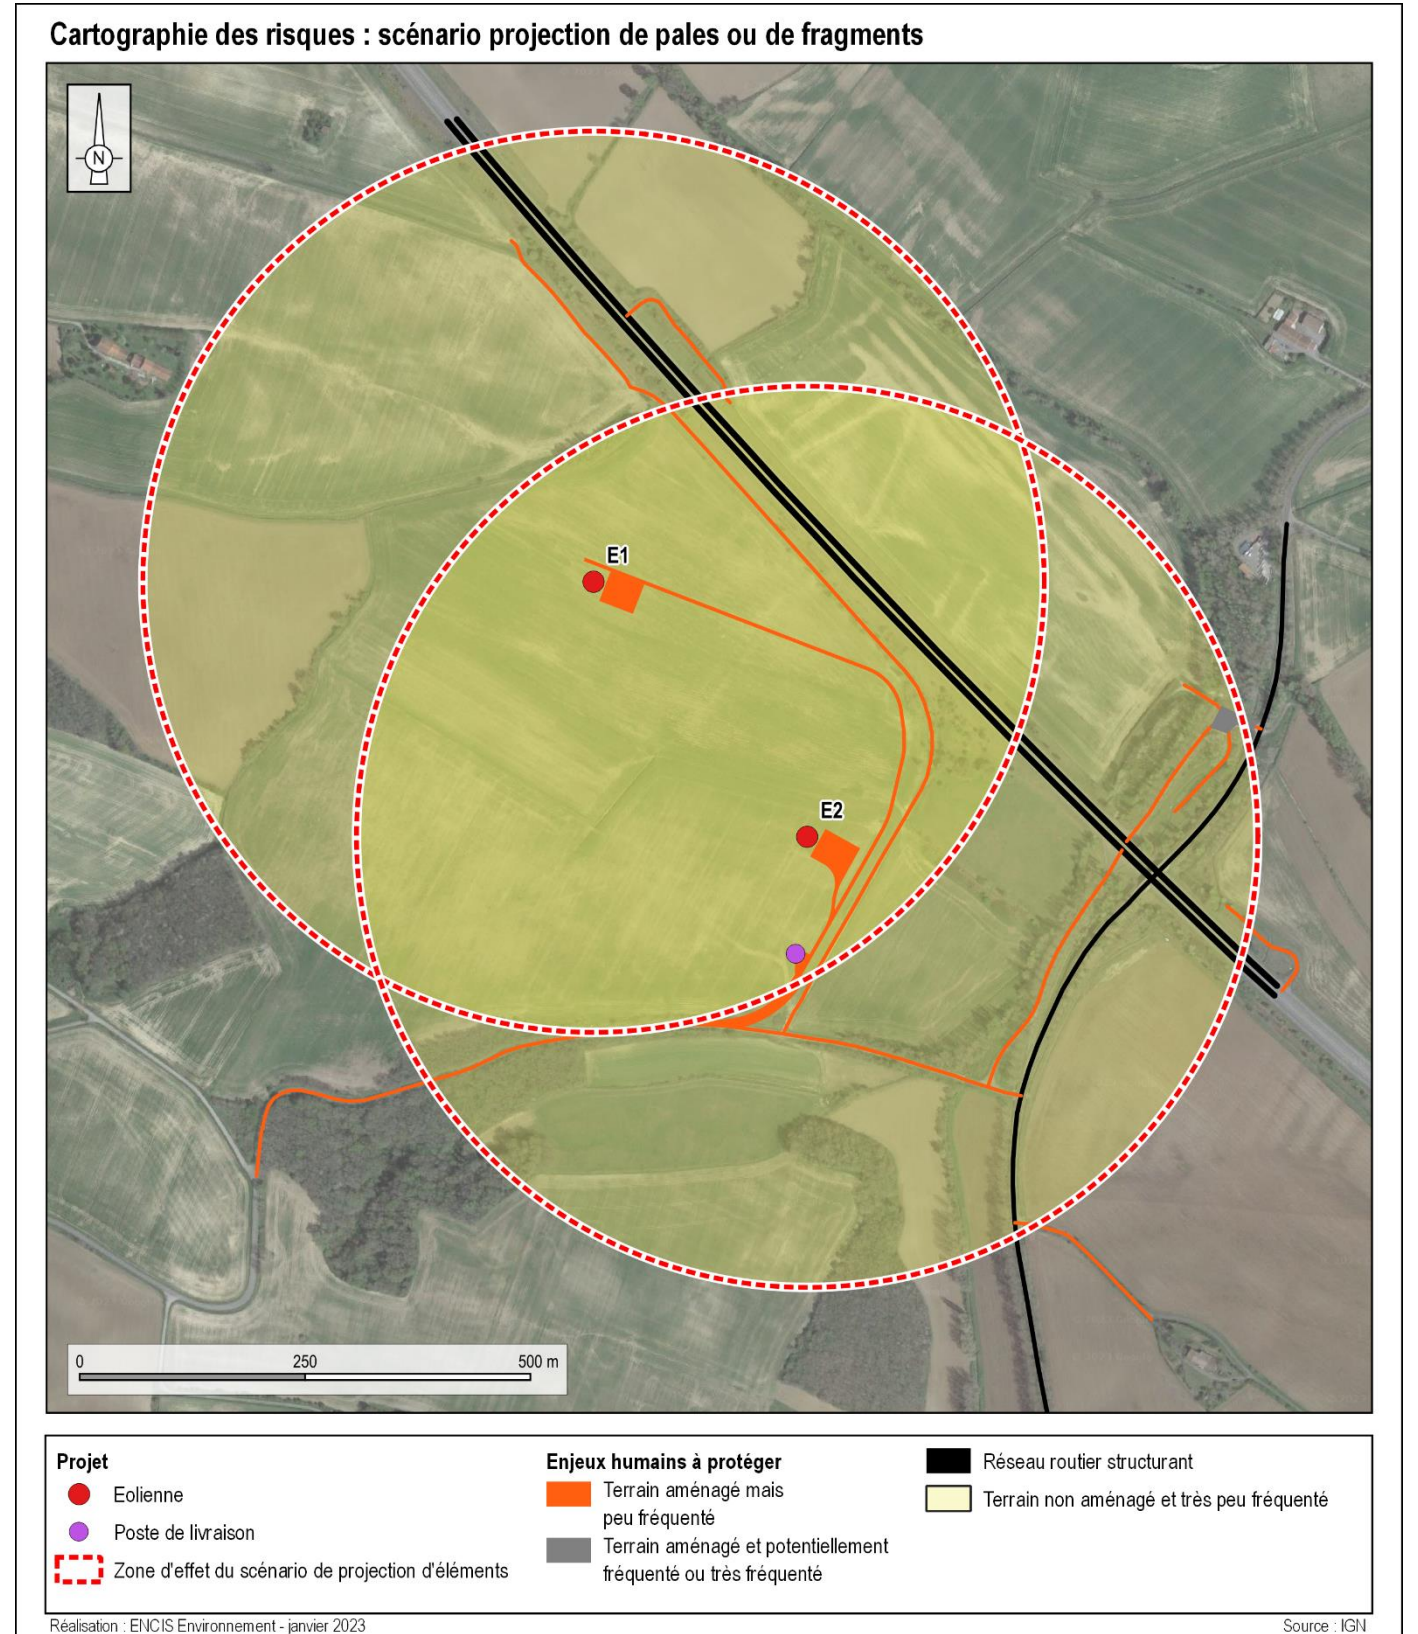 Cartographie des risques : scénario projection de pales ou de fragments
N
E1
E2
0 250 500 m
Projet
Eolienne
Poste de livraison
Zone d'effet du scénario de projection d'éléments
Enjeux humains à protéger
Terrain aménagé mais
peu fréquenté
Terrain aménagé et potentiellement
fréquenté ou très fréquenté
Réseau routier structurant
Terrain non aménagé et très peu fréquenté
Réalisation : ENCIS Environnement - janvier 2023
Source : IGN